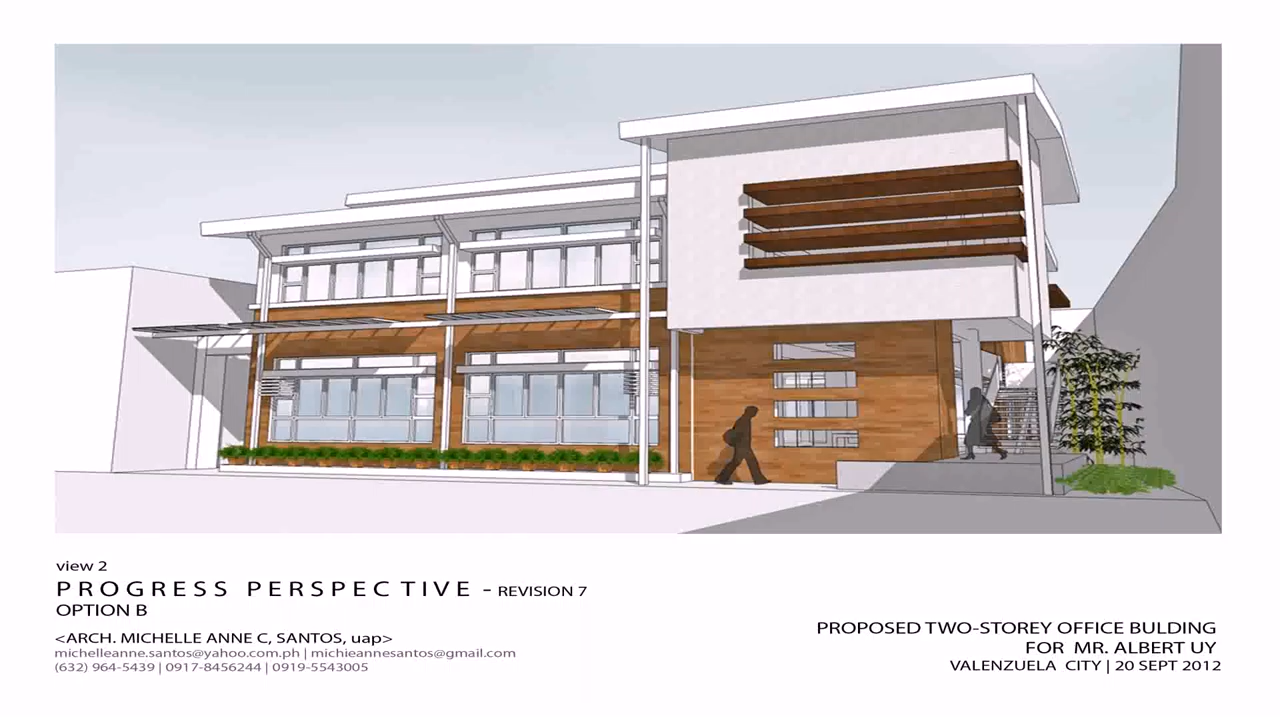 view 2
PROGRESS PERSPECTIVE - REVISION 7
OPTION B
<ARCH. MICHELLE ANNE C, SANTOS, uap>
michelleanne.santos@yahoo.com.ph | michieannesantos@gmail.com
(632) 964-5439 | 0917-8456244 | 0919-5543005
PROPOSED TWO-STOREY OFFICE BULDING
FOR MR. ALBERT UY
VALENZUELA CITY | 20 SEPT 2012